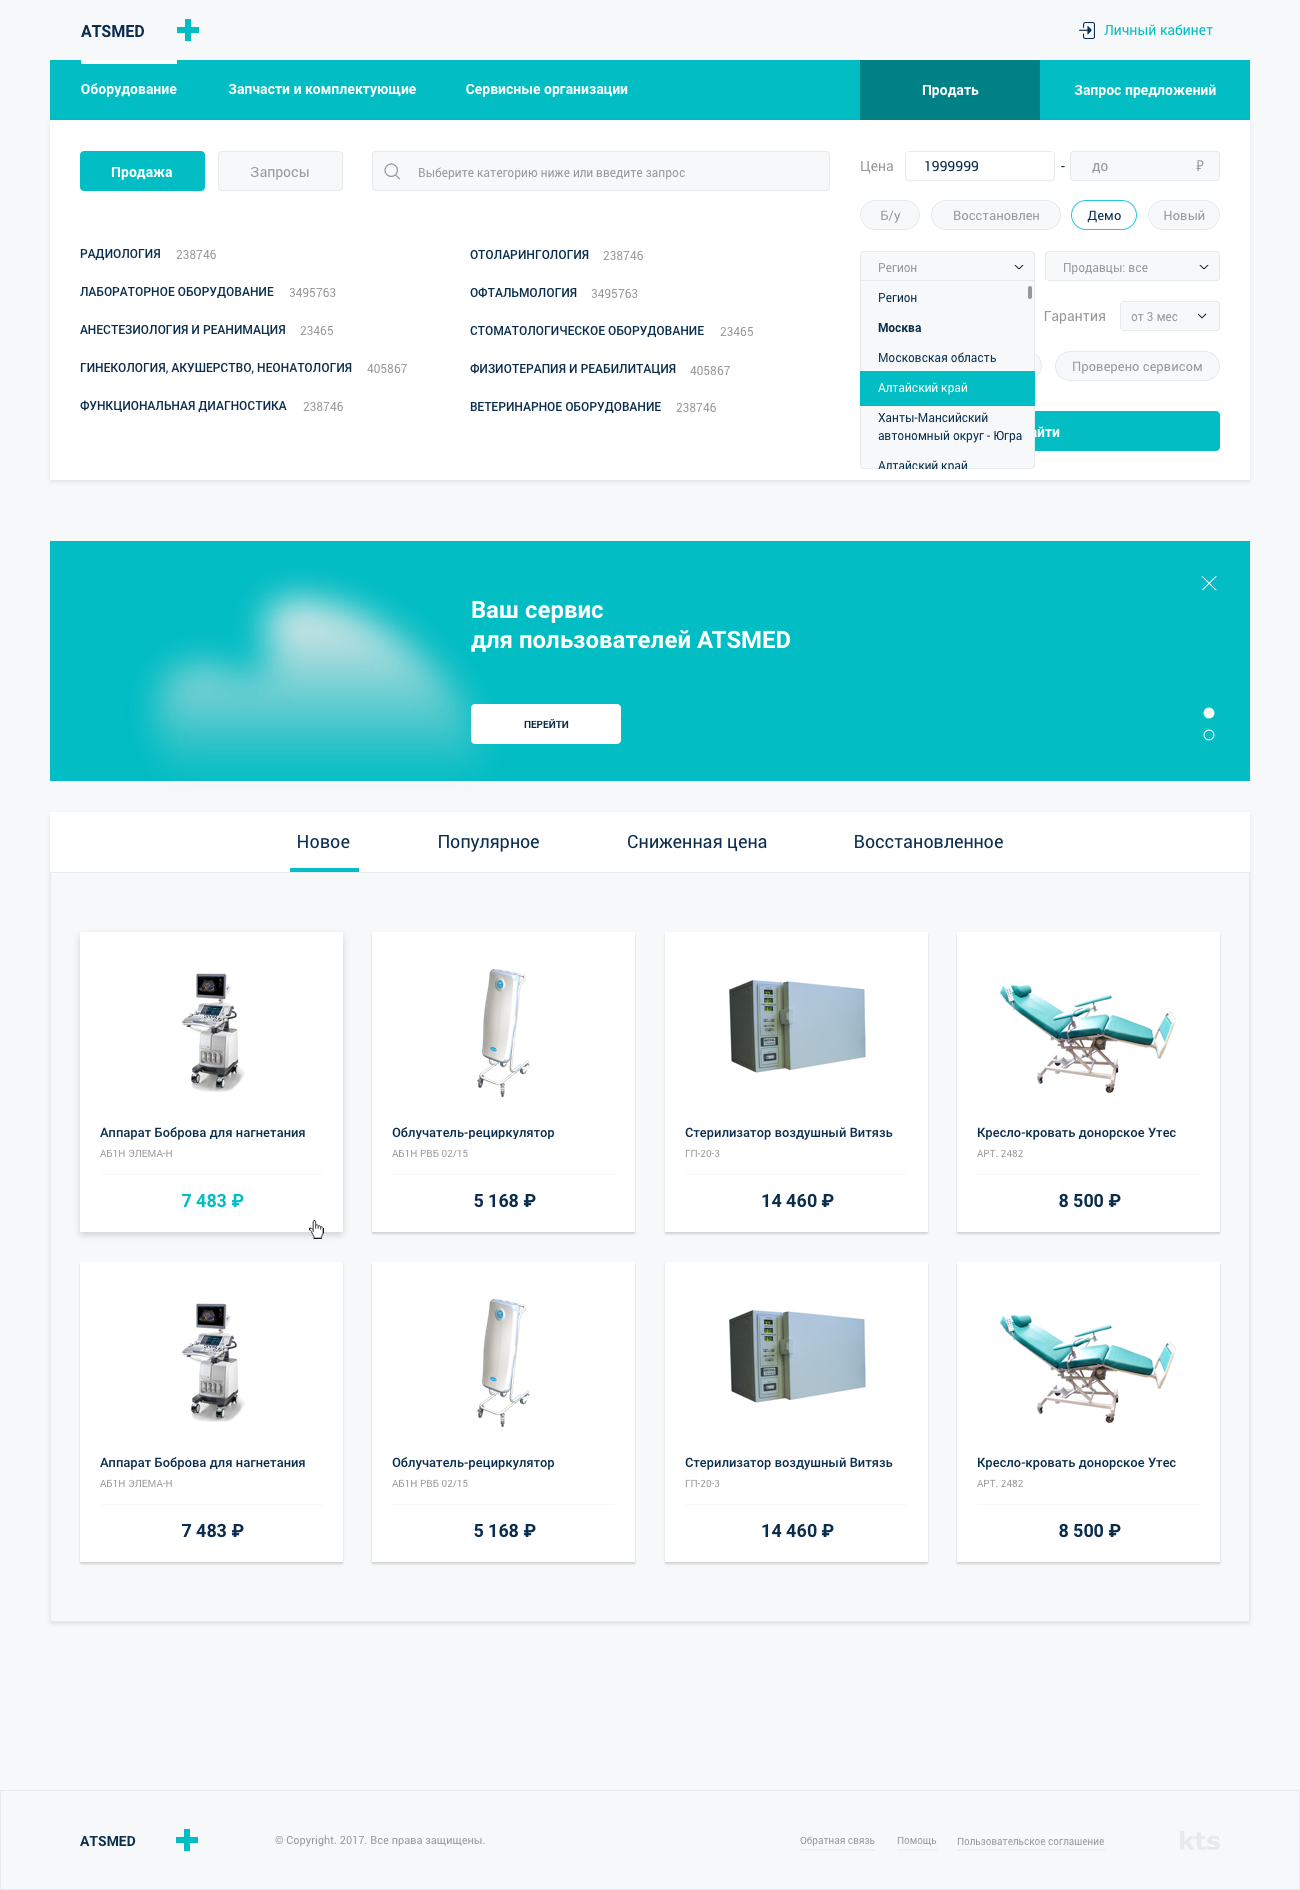 ATSMED
Личный кабинет
Оборудование
Запчасти и комплектующие
Сервисные организации
Продать
Запрос предложений
Продажа
Запросы
Выберите категорию ниже или введите запрос
Цена
1999999
-
до
₽
Б/у
Восстановлен
Демо
Новый
РАДИОЛОГИЯ 238746
ЛАБОРАТОРНОЕ ОБОРУДОВАНИЕ 3495763
АНЕСТЕЗИОЛОГИЯ И РЕАНИМАЦИЯ 23465
ГИНЕКОЛОГИЯ, АКУШЕРСТВО, НЕОНАТОЛОГИЯ 405867
ФУНКЦИОНАЛЬНАЯ ДИАГНОСТИКА 238746
ОТОЛАРИНГОЛОГИЯ 238746
ОФТАЛЬМОЛОГИЯ 3495763
СТОМАТОЛОГИЧЕСКОЕ ОБОРУДОВАНИЕ 23465
ФИЗИОТЕРАПИЯ И РЕАБИЛИТАЦИЯ 405867
ВЕТЕРИНАРНОЕ ОБОРУДОВАНИЕ 238746
Регион
Продавцы: все
Регион
Москва
Московская область
Алтайский край
Ханты-Мансийский
автономный округ - Югра
Алтайский край
Гарантия
от 3 мес
Проверено сервисом
йти
Ваш сервис
для пользователей ATSMED
ПЕРЕЙТИ
Новое
Популярное
Сниженная цена
Восстановленное
Аппарат Боброва для нагнетания
АБ1Н ЭЛЕМА-Н
7 483 ₽
Облучатель-рециркулятор
АБ1Н РВБ 02/15
5 168 ₽
Стерилизатор воздушный Витязь
ГП-20-3
14 460 ₽
Кресло-кровать донорское Утес
АРТ. 2482
8 500 ₽
Аппарат Боброва для нагнетания
АБ1Н ЭЛЕМА-Н
7 483 ₽
Облучатель-рециркулятор
АБ1Н РВБ 02/15
5 168 ₽
Стерилизатор воздушный Витязь
ГП-20-3
14 460 ₽
Кресло-кровать донорское Утес
АРТ. 2482
8 500 ₽
ATSMED
© Copyright. 2017. Все права защищены.
Обратная связь
Помощь
Пользовательское соглашение
kts